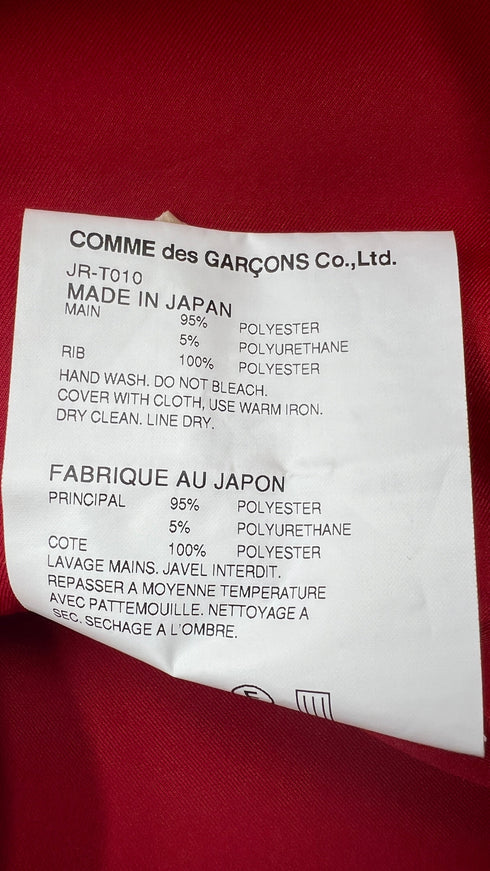 COMME des GARÇONS Co.,Ltd.
JR-T010
MADE IN JAPAN
MAIN 95% POLYESTER
5% POLYURETHANE
RIB 100% POLYESTER
HAND WASH. DO NOT BLEACH.
COVER WITH CLOTH, USE WARM IRON.
DRY CLEAN. LINE DRY.
FABRIQUE AU JAPON
PRINCIPAL 95% POLYESTER
5% POLYURETHANE
COTE 100% POLYESTER
LAVAGE MAINS. JAVEL INTERDIT.
REPASSER A MOYENNE TEMPERATURE
AVEC PATTEMOUILLE. NETTOYAGE A
SEC. SECHAGE A L'OMBRE.